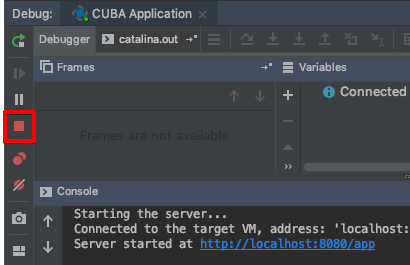 Debug: CUBA Application
Debugger catalina.out
Frames Variables
Connected
Frames are not available
Console
Starting the server...
Connected to the target VM, address: 'localhost:
Server started at http://localhost:8080/app